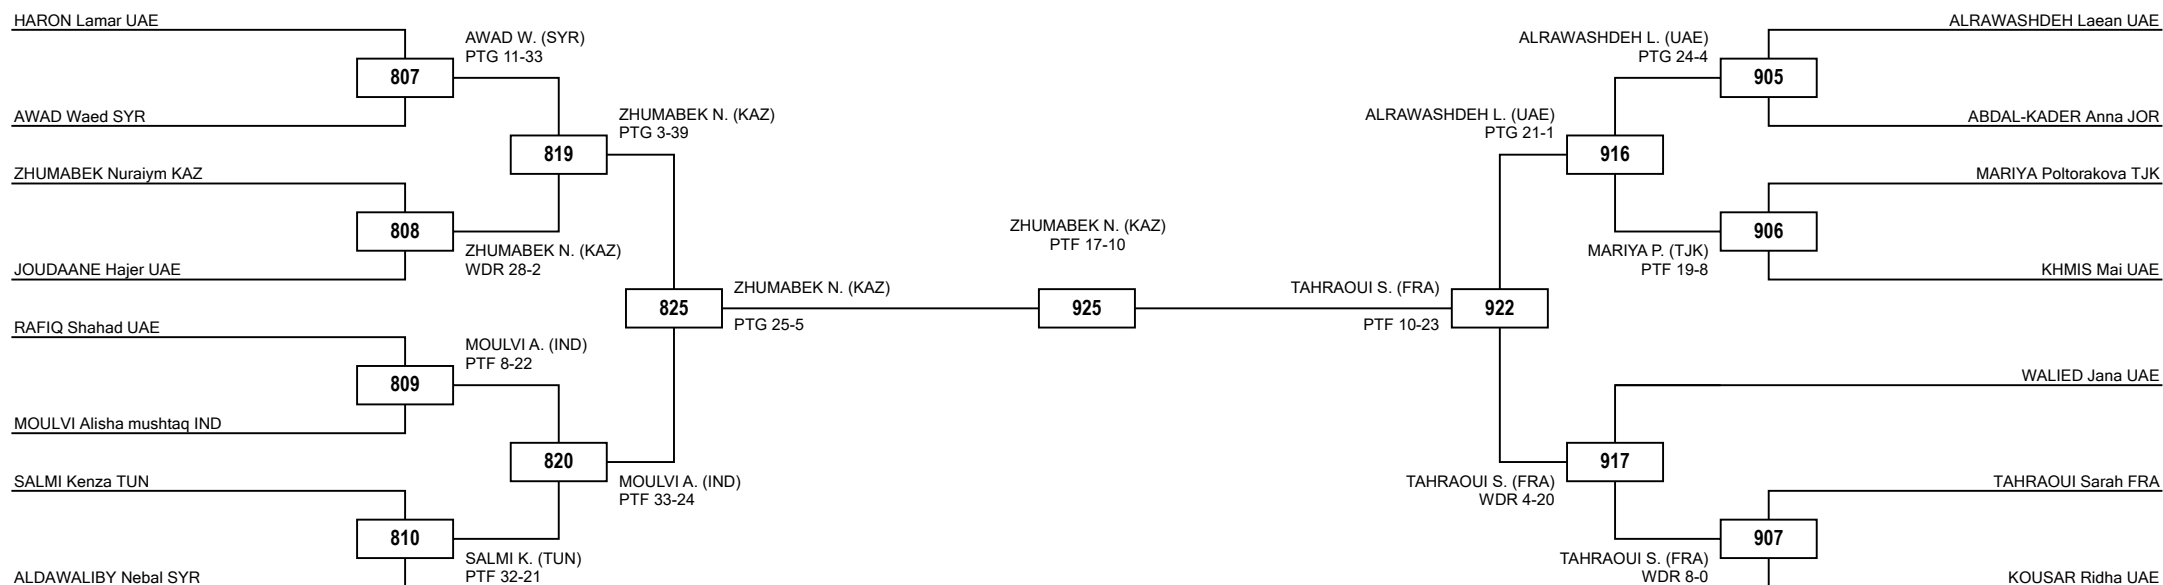 HARON Lamar UAE
AWAD W. (SYR)
PTG 11-33
807
AWAD Waed SYR
ZHUMABEK N. (KAZ)
PTG 3-39
819
ZHUMABEK Nuraiym KAZ
808
ZHUMABEK N. (KAZ)
WDR 28-2
JOUDAANE Hajer UAE
ZHUMABEK N. (KAZ)
825
PTG 25-5
RAFIQ Shahad UAE
MOULVI A. (IND)
PTF 8-22
809
MOULVI Alisha mushtaq IND
820
MOULVI A. (IND)
PTF 33-24
SALMI Kenza TUN
810
SALMI K. (TUN)
PTF 32-21
ALDAWALIBY Nebal SYR
ZHUMABEK N. (KAZ)
PTF 17-10
925
ALRAWASHDEH Laean UAE
ALRAWASHDEH L. (UAE)
PTG 24-4
905
ABDAL-KADER Anna JOR
ALRAWASHDEH L. (UAE)
PTG 21-1
916
MARIYA Poltorakova TJK
906
MARIYA P. (TJK)
PTF 19-8
KHMIS Mai UAE
TAHRAOUI S. (FRA)
922
PTF 10-23
WALIED Jana UAE
917
TAHRAOUI S. (FRA)
WDR 4-20
TAHRAOUI Sarah FRA
907
TAHRAOUI S. (FRA)
WDR 8-0
KOUSAR Ridha UAE